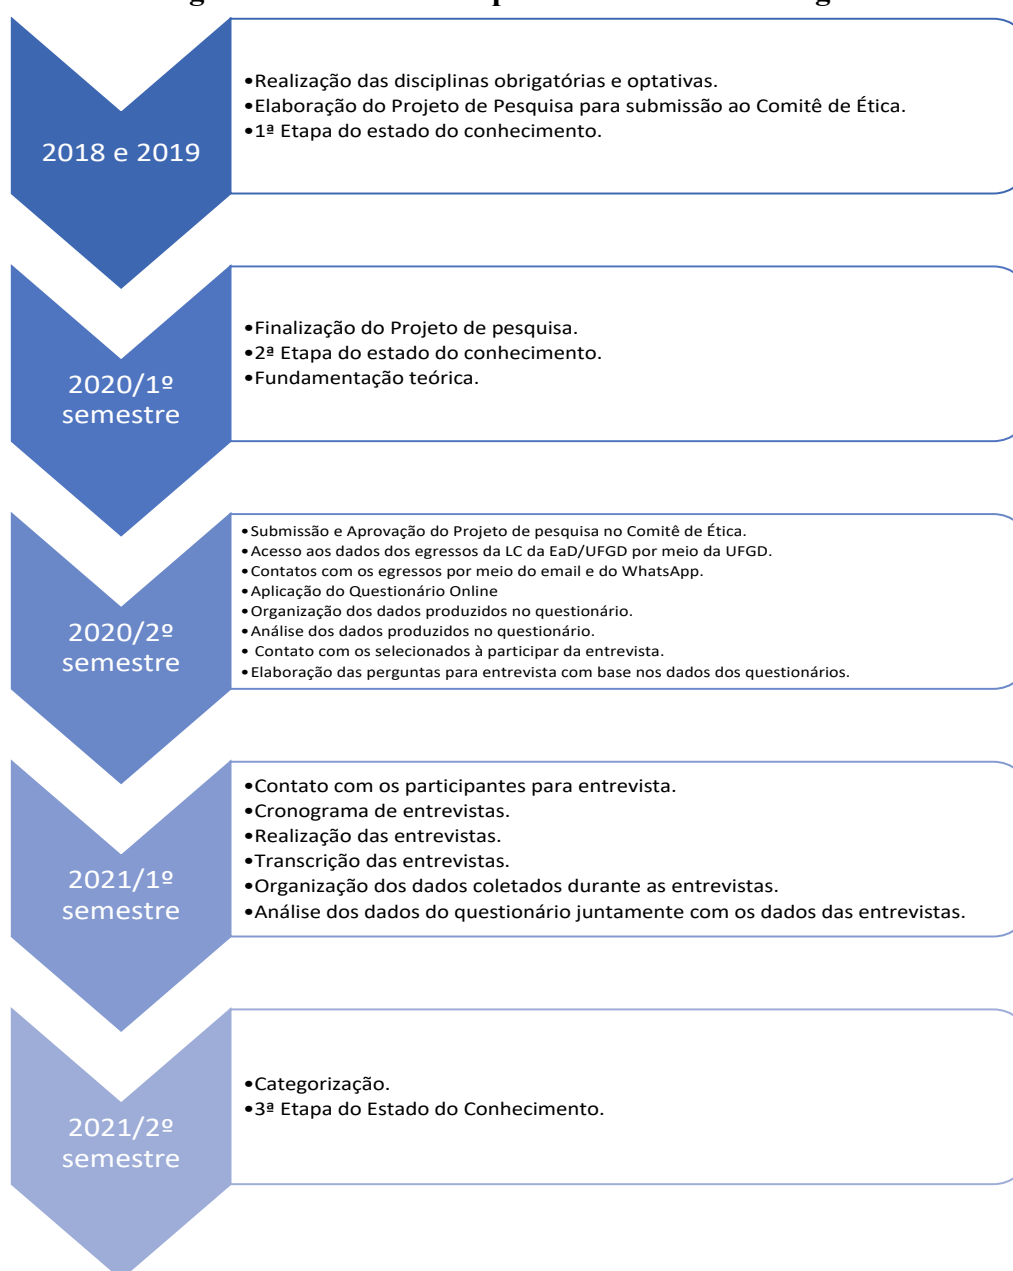 2018 e 2019
•Realização das disciplinas obrigatórias e optativas.
•Elaboração do Projeto de Pesquisa para submissão ao Comitê de Ética.
•1ª Etapa do estado do conhecimento.
2020/1º
semestre
•Finalização do Projeto de pesquisa.
•2ª Etapa do estado do conhecimento.
•Fundamentação teórica.
2020/2º
semestre
•Submissão e Aprovação do Projeto de pesquisa no Comitê de Ética.
•Acesso aos dados dos egressos da LC da EaD/UFGD por meio da UFGD.
•Contatos com os egressos por meio do email e do WhatsApp.
•Aplicação do Questionário Online
•Organização dos dados produzidos no questionário.
•Análise dos dados produzidos no questionário.
• Contato com os selecionados à participar da entrevista.
•Elaboração das perguntas para entrevista com base nos dados dos questionários.
2021/1º
semestre
•Contato com os participantes para entrevista.
•Cronograma de entrevistas.
•Realização das entrevistas.
•Transcrição das entrevistas.
•Organização dos dados coletados durante as entrevistas.
•Análise dos dados do questionário juntamente com os dados das entrevistas.
2021/2º
semestre
•Categorização.
•3ª Etapa do Estado do Conhecimento.